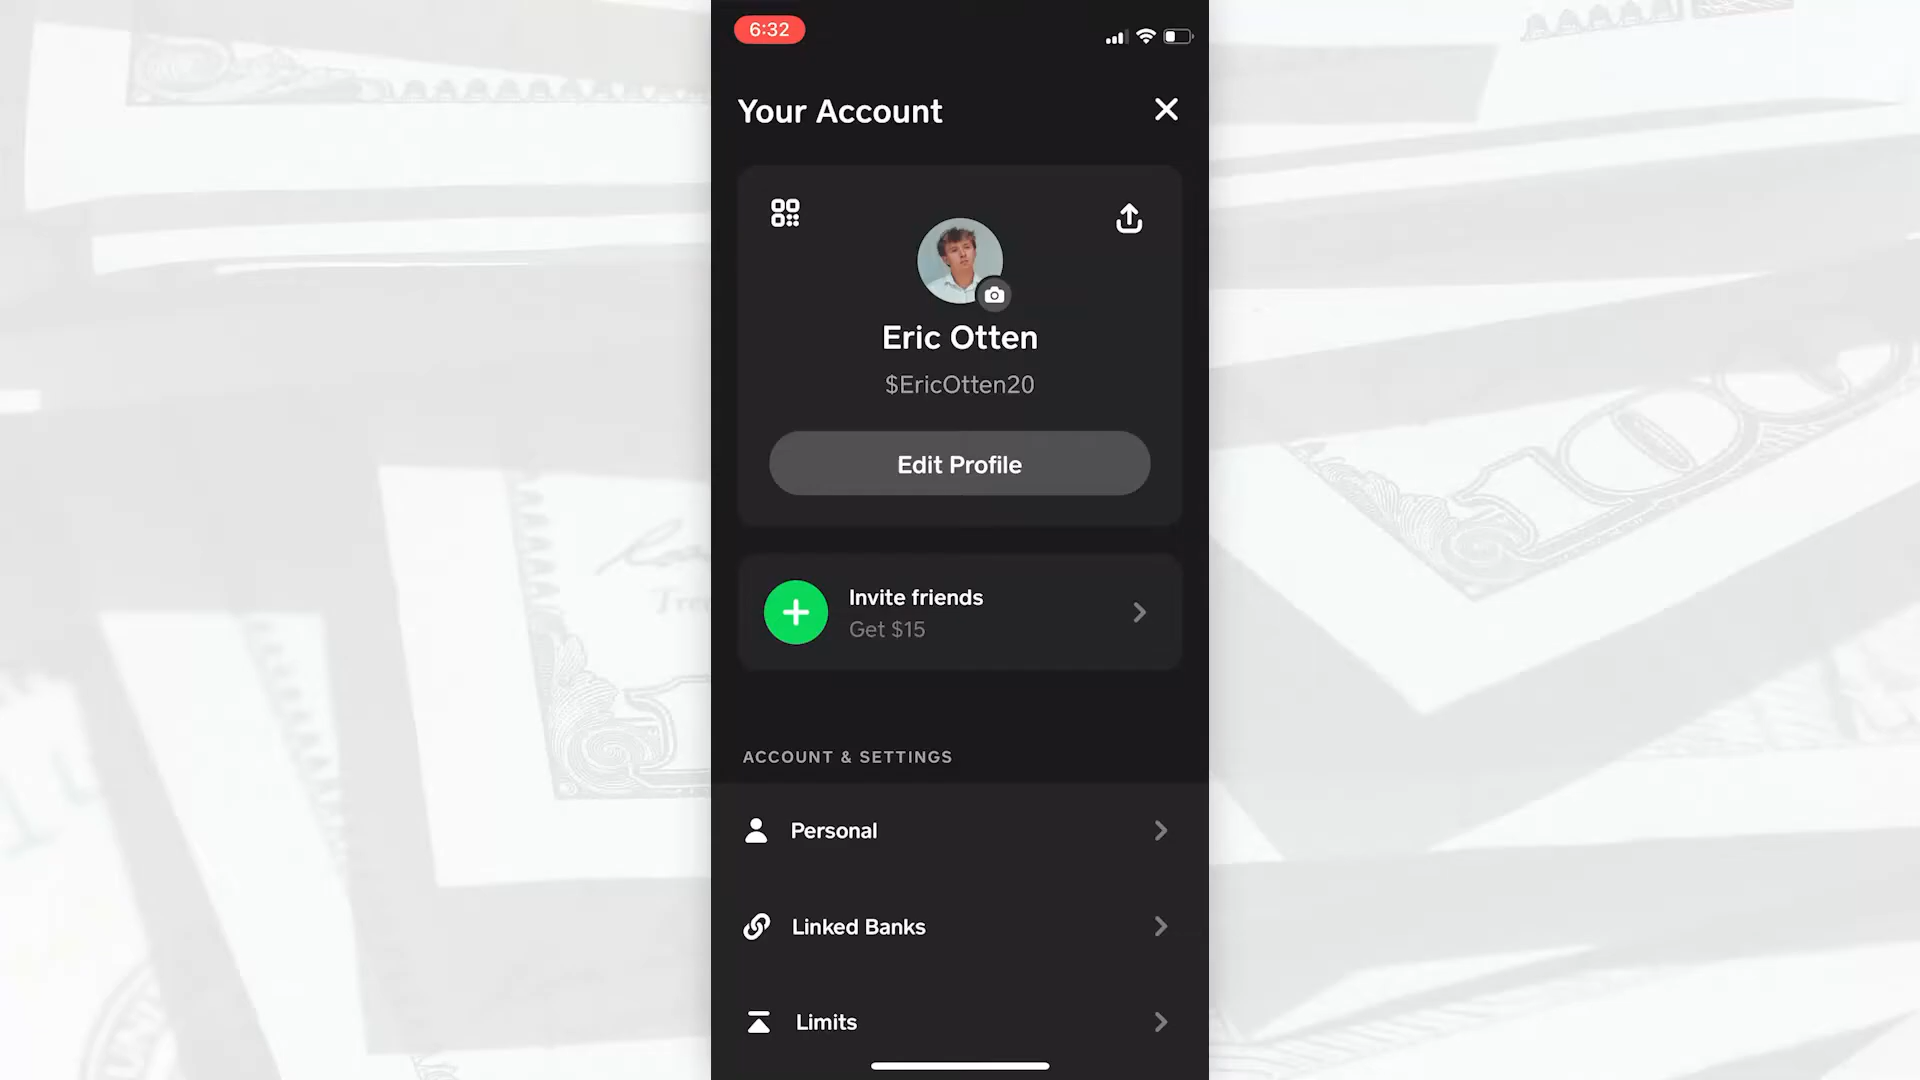 6:32
Your Account
Eric Otten
$EricOtten20
Edit Profile
Invite friends
Get $15
ACCOUNT & SETTINGS
Personal
Linked Banks
Limits